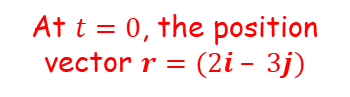 At t = 0, the position
vector r = (2i – 3j)